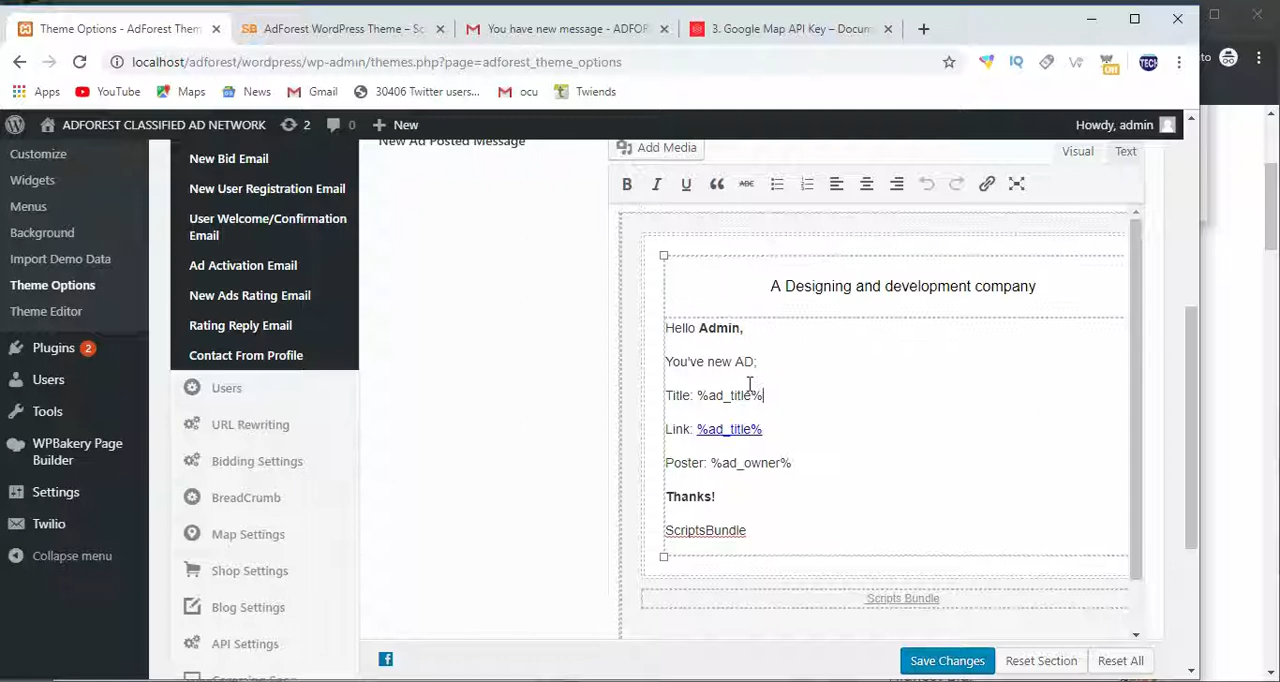 Theme Options - AdForest Them
AdForest WordPress Theme – Sc
You have new message - ADFOR
3. Google Map API Key – Docum
localhost/adforest/wordpress/wp-admin/themes.php?page=adforest_theme_options
IQ
Off
TECH
Apps
YouTube
Maps
News
Gmail
30406 Twitter users...
ocu
Twiends
ADFOREST CLASSIFIED AD NETWORK
2
0
New
Howdy, admin
Customize
Widgets
Menus
Background
Import Demo Data
Theme Options
Theme Editor
Plugins 2
Users
Tools
WPBakery Page
Builder
Settings
Twilio
Collapse menu
New Bid Email
New User Registration Email
User Welcome/Confirmation
Email
Ad Activation Email
New Ads Rating Email
Rating Reply Email
Contact From Profile
Users
URL Rewriting
Bidding Settings
BreadCrumb
Map Settings
Shop Settings
Blog Settings
API Settings
New Ad Posted Message
Add Media
Visual
Text
B I U ABC
A Designing and development company
Hello Admin,
You've new AD;
Title: %ad_title%
Link: %ad_title%
Poster: %ad_owner%
Thanks!
ScriptsBundle
Scripts Bundle
Save Changes
Reset Section
Reset All